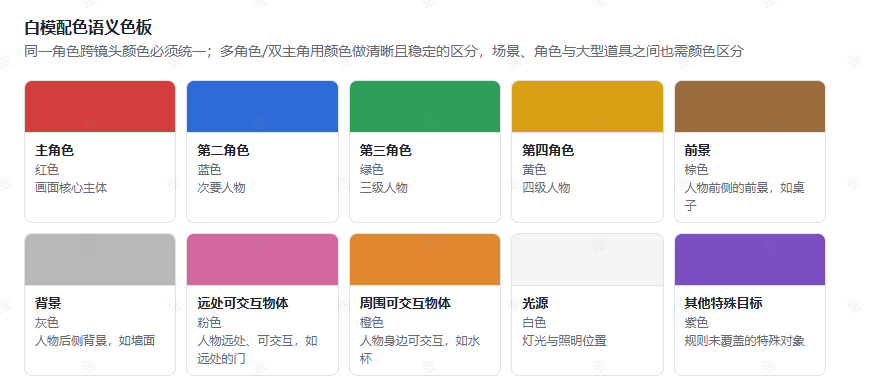 白模配色语义色板
同一角色跨镜头颜色必须统一；多角色/双主角用颜色做清晰且稳定的区分，场景、角色与大型道具之间也需颜色区分
主角色
红色
画面核心主体
第二角色
蓝色
次要人物
第三角色
绿色
三级人物
第四角色
黄色
四级人物
前景
棕色
人物前侧的前景，如桌
子
背景
灰色
人物后侧背景，如墙面
远处可交互物体
粉色
人物远处、可交互，如
远处的门
周围可交互物体
橙色
人物身边可交互，如水
杯
光源
白色
灯光与照明位置
其他特殊目标
紫色
规则未覆盖的特殊对象